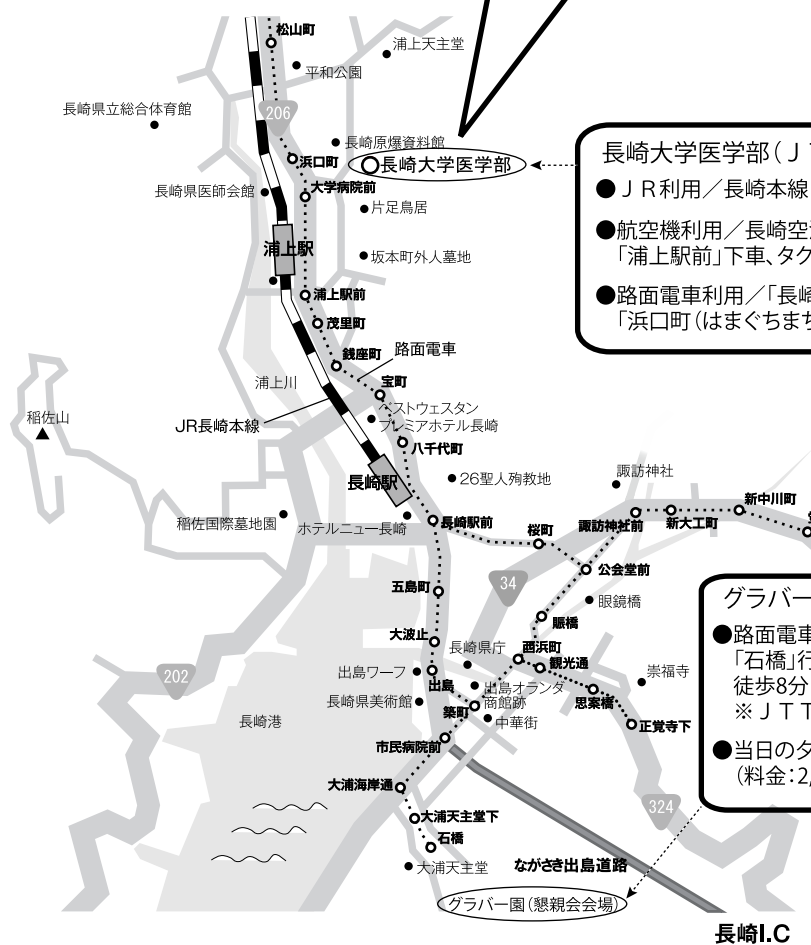 松山町
浦上天主堂
平和公園
長崎県立総合体育館
206
長崎原爆資料館
浜口町
長崎大学医学部
長崎大学医学部(J
長崎県医師会館
大学病院前
●JR利用/長崎本線
片足鳥居
●航空機利用/長崎空
「浦上駅前」下車、タク
浦上駅
坂本町外人墓地
●路面電車利用/「長崎
「浜口町(はまぐちまち
浦上駅前
茂里町
銭座町
路面電車
浦上川
宝町
稲佐山
JR長崎本線
ベストウェスタン
プレミアホテル長崎
八千代町
長崎駅
26聖人殉教地
諏訪神社
新中川町
稲佐国際墓地園
ホテルニュー長崎
長崎駅前
桜町
諏訪神社前
新大工町
公会堂前
34
五島町
眼鏡橋
賑橋
グラバー
●路面電車
「石橋」行
徒歩8分
※JTT
●当日の夕
(料金:2,
大波止
長崎県庁
西浜町
観光通
崇福寺
202
出島ワーフ
出島
出島オランダ
商館跡
思案橋
長崎県美術館
築町
中華街
正覚寺下
長崎港
市民病院前
大浦海岸通
324
大浦天主堂下
石橋
大浦天主堂
ながさき出島道路
グラバー園(懇親会会場)
長崎I.C